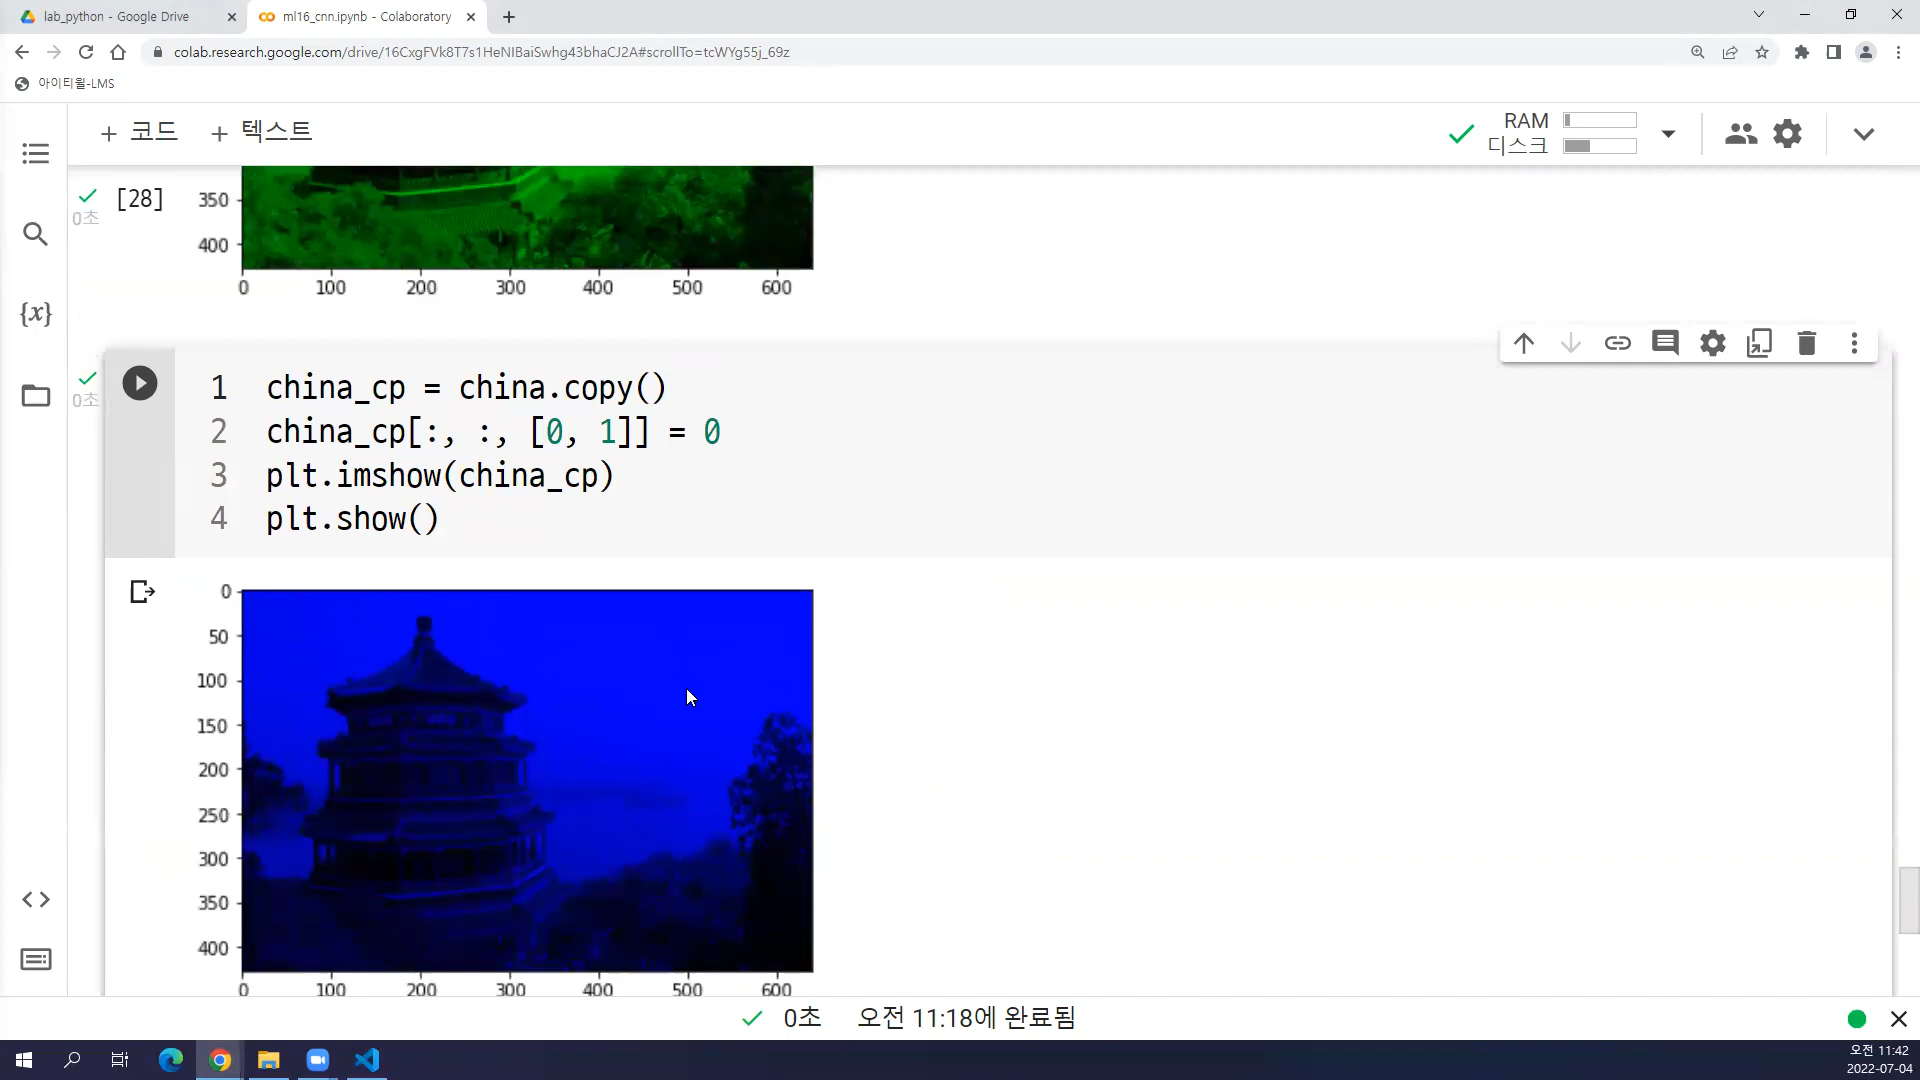 lab_python - Google Drive
ml16_cnn.ipynb - Colaboratory
colab.research.google.com/drive/16CxgFVk8T7s1HeNIBaiSwhg43bhaCJ2A#scrollTo=tcWYg55j_69z
아이티윌-LMS
+ 코드 + 텍스트
RAM
디스크
[28]
0초
350
400
0 100 200 300 400 500 600
{x}
0초
1 china_cp = china.copy()
2 china_cp[:, :, [0, 1]] = 0
3 plt.imshow(china_cp)
4 plt.show()
0
50
100
150
200
250
300
350
400
0 100 200 300 400 500 600
0초 오전 11:18에 완료됨
오전 11:42
2022-07-04